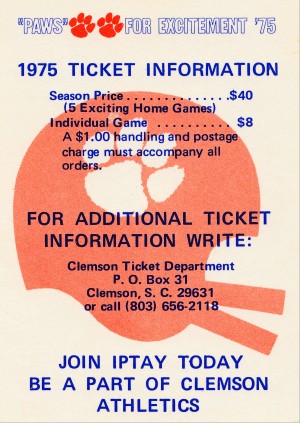 "PAWS" FOR EXCITEMENT '75
1975 TICKET INFORMATION
Season Price . . . . . . . . . . . . . . $40
(5 Exciting Home Games)
Individual Game . . . . . . . . . . $8
A $1.00 handling and postage
charge must accompany all
orders.
FOR ADDITIONAL TICKET
INFORMATION WRITE:
Clemson Ticket Department
P. O. Box 31
Clemson, S. C. 29631
or call (803) 656-2118
JOIN IPTAY TODAY
BE A PART OF CLEMSON
ATHLETICS